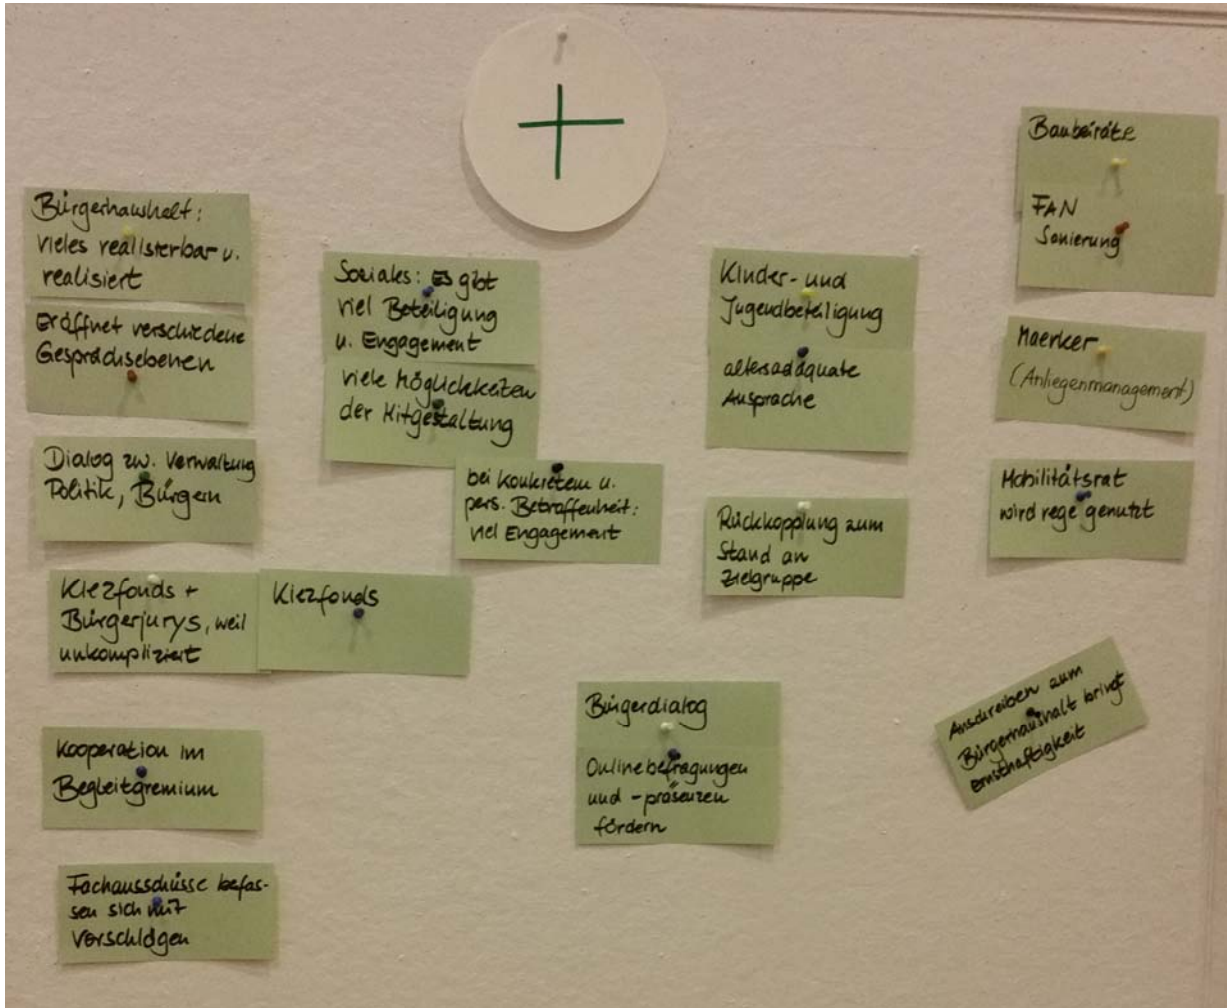 Bürgerhaushalt:
vieles realisierbar u.
realisiert
Eröffnet verschiedene
Gesprächsebenen
Dialog zw. Verwaltung
Politik, Bürgern
Kiezfonds +
Bürgerjurys, weil
unkompliziert
Kiezfonds
Kooperation im
Begleitgremium
Fachausschüsse befas-
sen sich mit
Vorschlägen
Soziales: Es gibt
viel Beteiligung
u. Engagement
viele Möglichkeiten
der Mitgestaltung
bei konkretem u.
pers. Betroffenheit:
viel Engagement
Bürgerdialog
Onlinebefragungen
und -präsenzen
fördern
Kinder- und
Jugendbeteiligung
altersadäquate
Ansprache
Rückkopplung zum
Stand an
Zielgruppe
Baubeiräte
FAN
Sanierung
Maerker
(Anliegenmanagement)
Mobilitätsrat
wird rege genutzt
Anschreiben zum
Bürgerhaushalt bringt
Ernsthaftigkeit